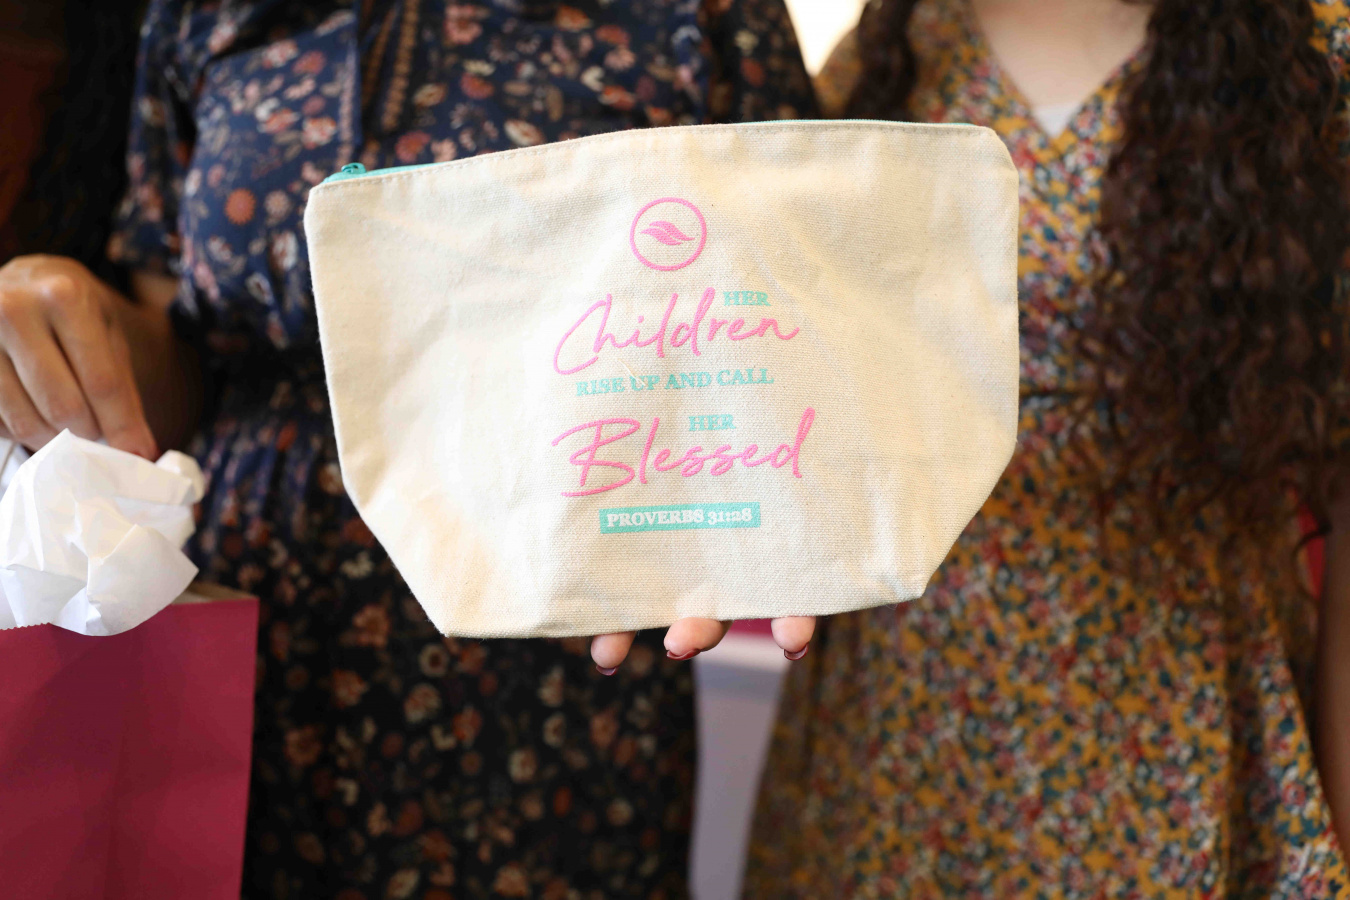 HER
Children
RISE UP AND CALL
HER
Blessed
PROVERBS 31:28